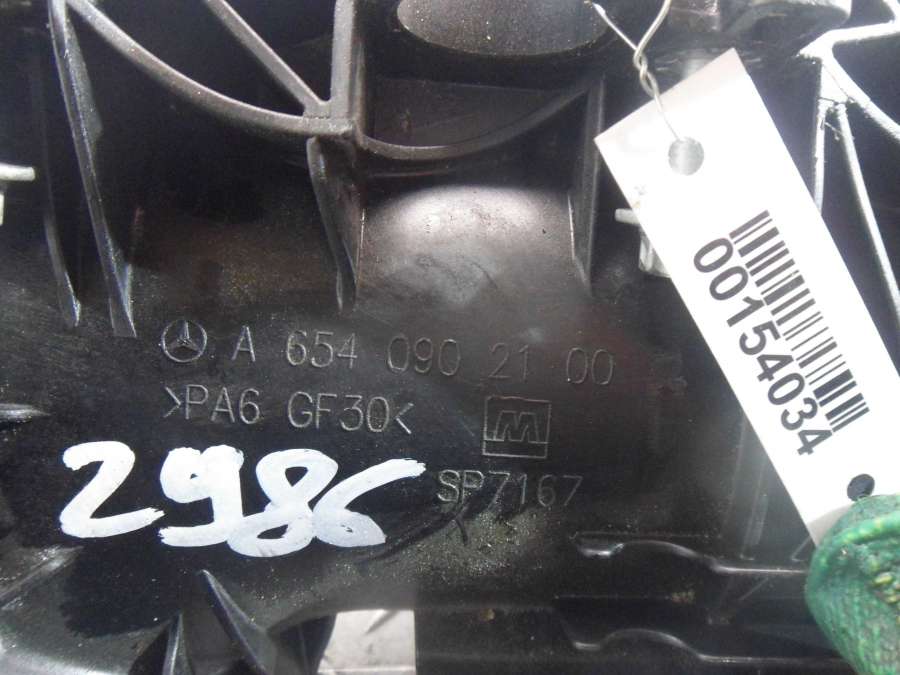 A 654 090 21 00
>PA6 GF30<
M
SP7167
2986
00154034